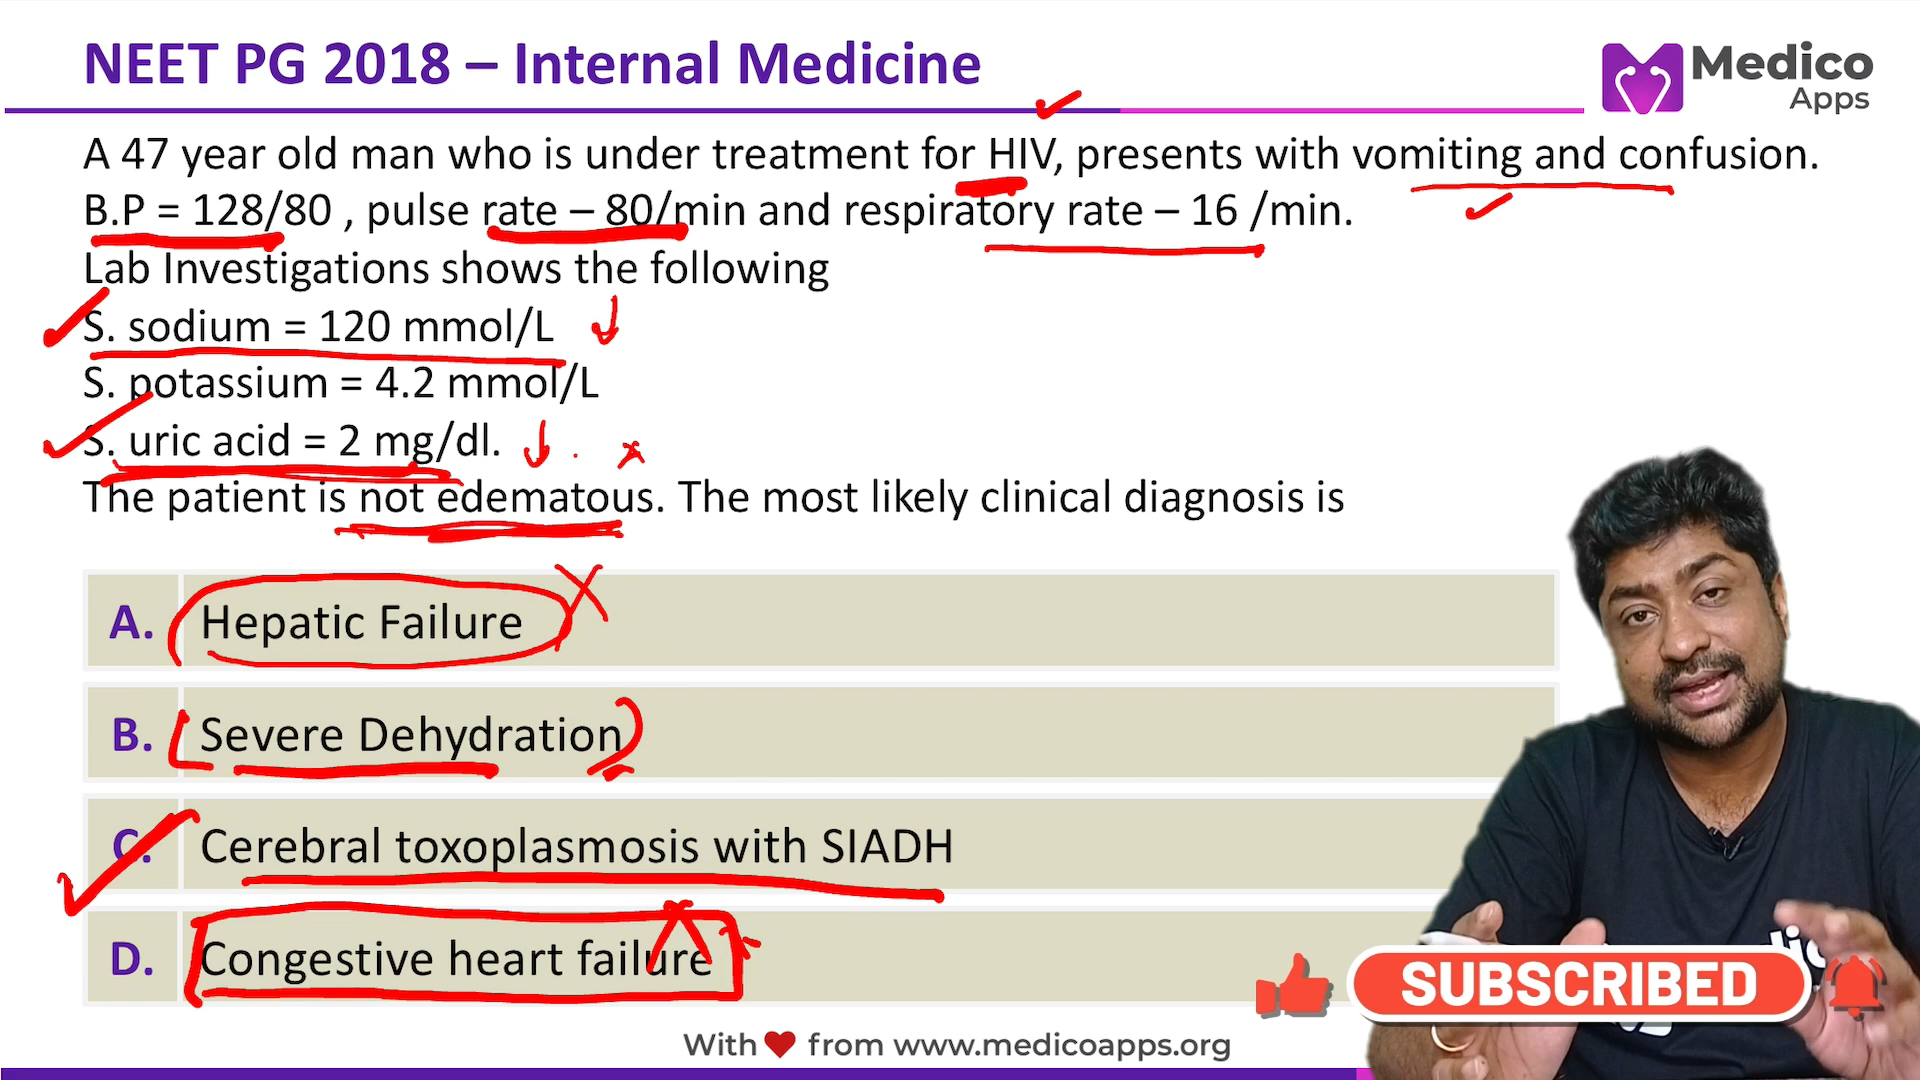 NEET PG 2018 – Internal Medicine
Medico
Apps
A 47 year old man who is under treatment for HIV, presents with vomiting and confusion.
B.P = 128/80 , pulse rate – 80/min and respiratory rate – 16 /min.
Lab Investigations shows the following
S. sodium = 120 mmol/L
S. potassium = 4.2 mmol/L
S. uric acid = 2 mg/dl.
The patient is not edematous. The most likely clinical diagnosis is
A. Hepatic Failure
B. Severe Dehydration
C. Cerebral toxoplasmosis with SIADH
D. Congestive heart failure
SUBSCRIBED
With ❤ from www.medicoapps.org